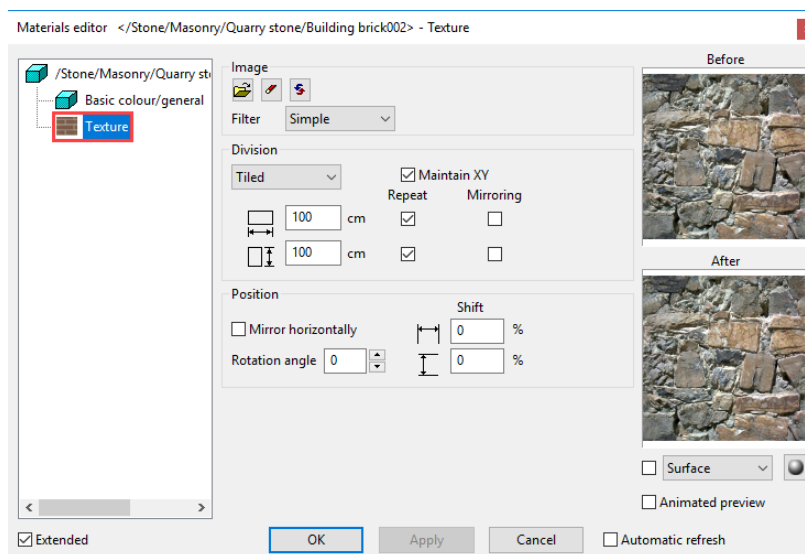 Materials editor </Stone/Masonry/Quarry stone/Building brick002> - Texture
/Stone/Masonry/Quarry st
Basic colour/general
Texture
Image
Filter Simple
Division
Tiled
Maintain XY
Repeat Mirroring
100 cm
100 cm
Position
Shift
Mirror horizontally
0 %
Rotation angle 0
0 %
Before
After
Surface
Animated preview
Extended
OK
Apply
Cancel
Automatic refresh